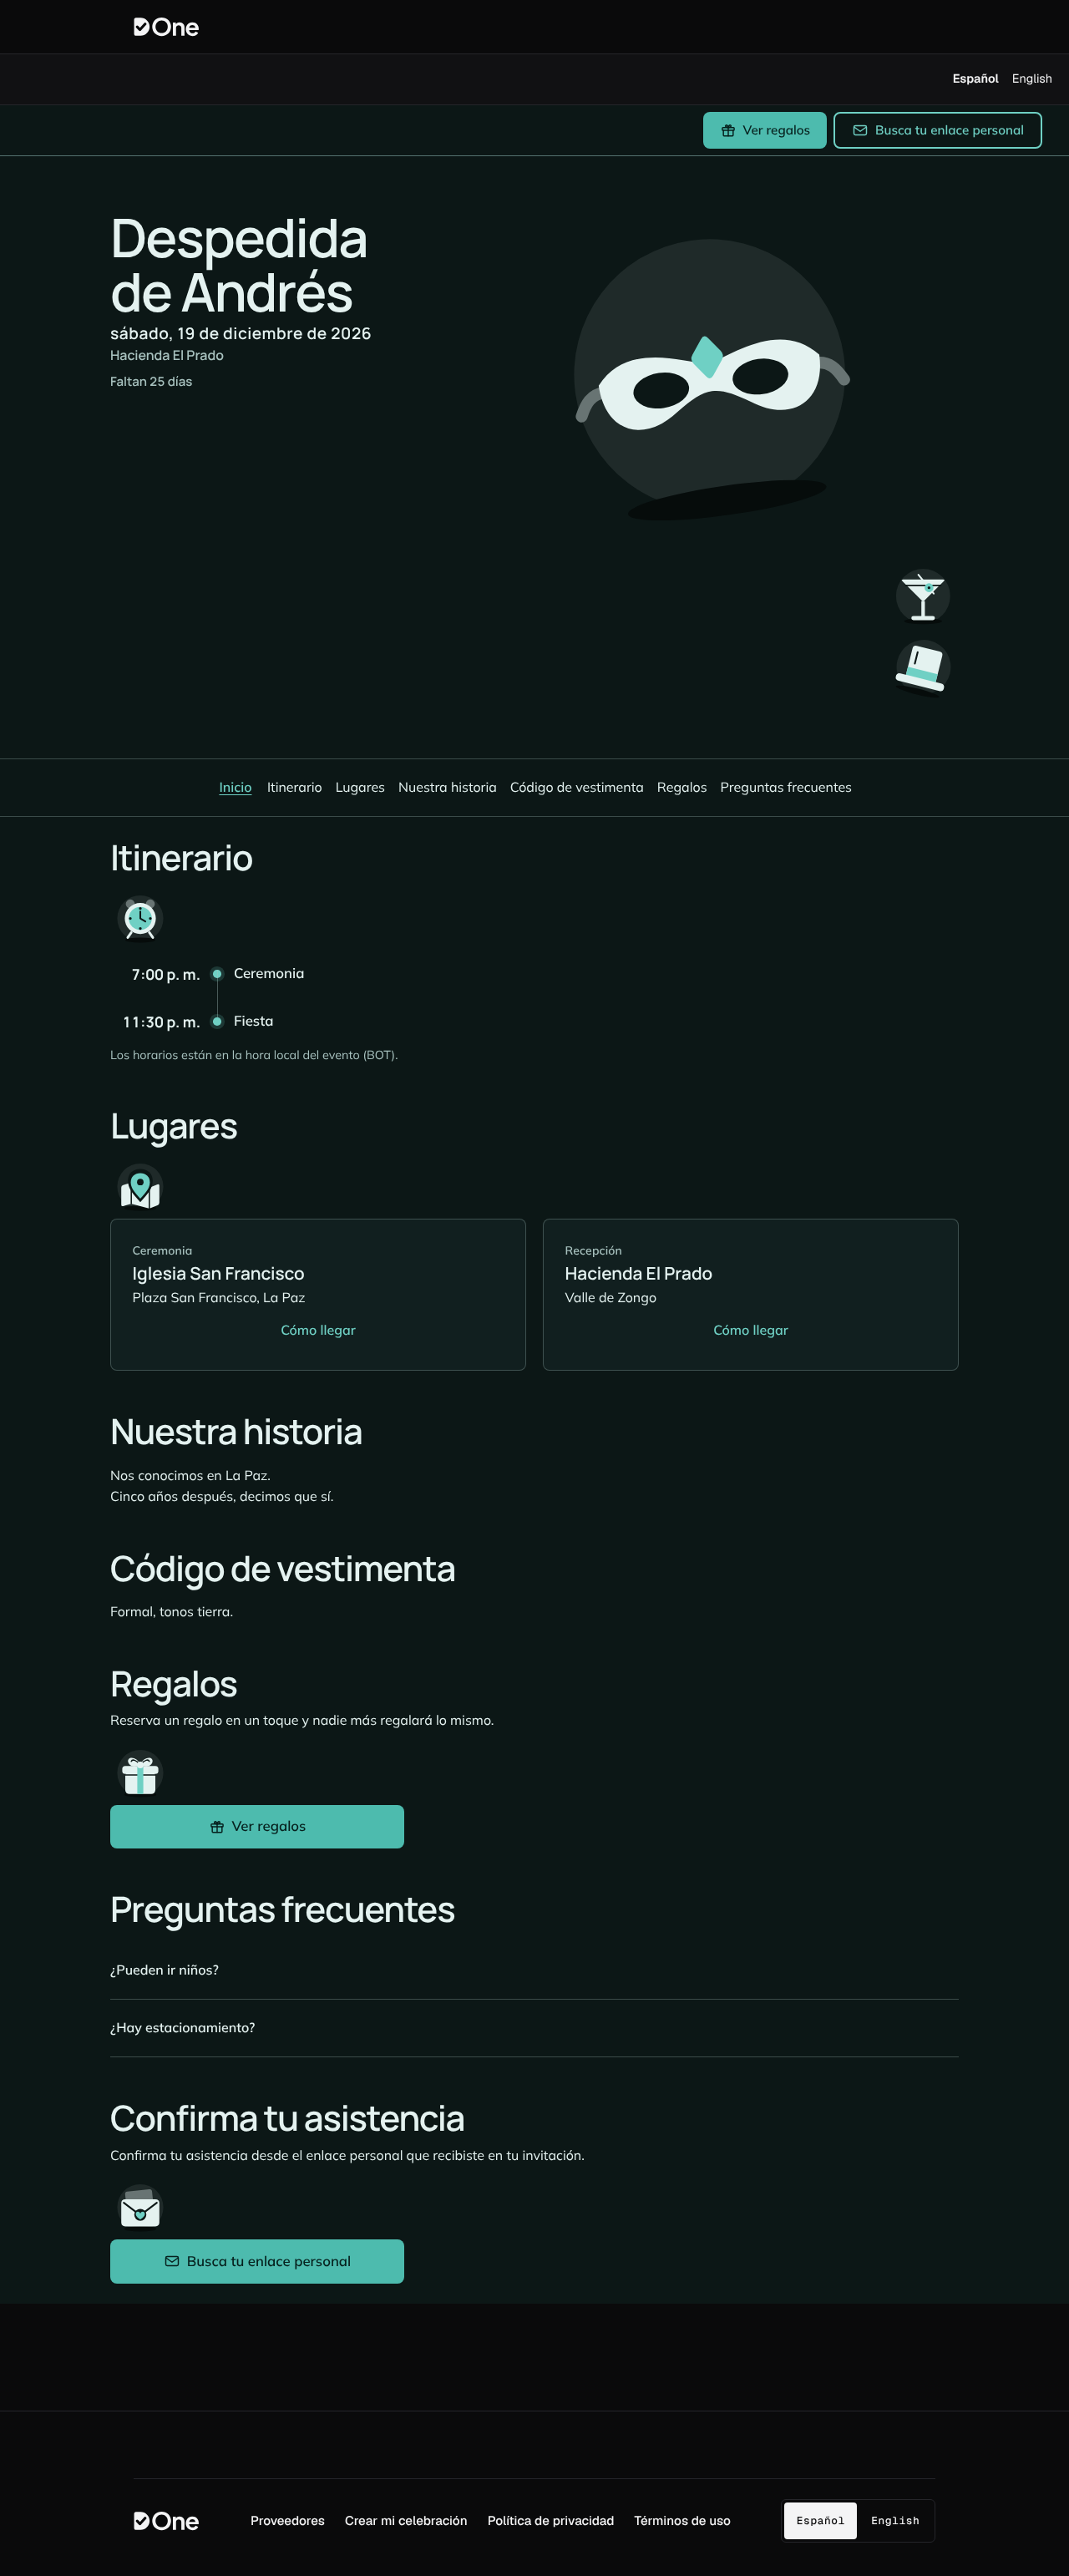 One
Español English
Ver regalos Busca tu enlace personal
Despedida
de Andrés
sábado, 19 de diciembre de 2026
Hacienda El Prado
Faltan 25 días
Inicio Itinerario Lugares Nuestra historia Código de vestimenta Regalos Preguntas frecuentes
Itinerario
7:00 p. m. Ceremonia
11:30 p. m. Fiesta
Los horarios están en la hora local del evento (BOT).
Lugares
Ceremonia
Iglesia San Francisco
Plaza San Francisco, La Paz
Cómo llegar
Recepción
Hacienda El Prado
Valle de Zongo
Cómo llegar
Nuestra historia
Nos conocimos en La Paz.
Cinco años después, decimos que sí.
Código de vestimenta
Formal, tonos tierra.
Regalos
Reserva un regalo en un toque y nadie más regalará lo mismo.
Ver regalos
Preguntas frecuentes
¿Pueden ir niños?
¿Hay estacionamiento?
Confirma tu asistencia
Confirma tu asistencia desde el enlace personal que recibiste en tu invitación.
Busca tu enlace personal
One Proveedores Crear mi celebración Política de privacidad Términos de uso Español English